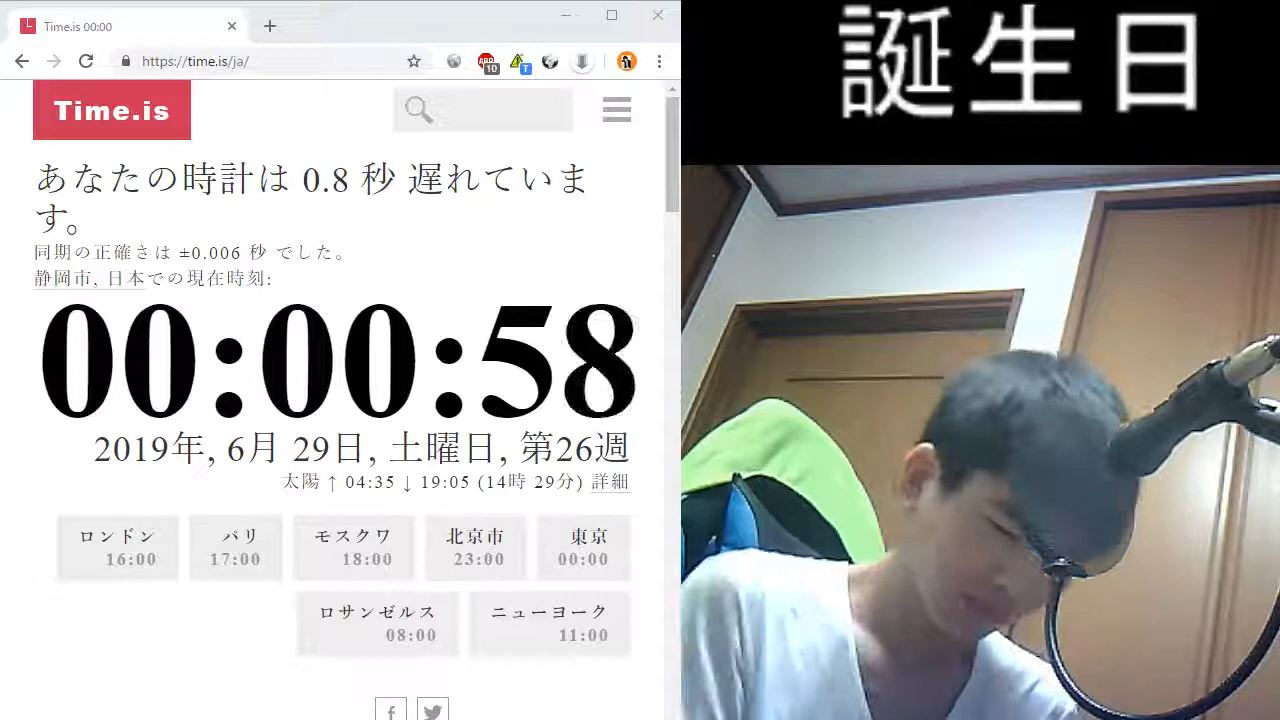 Time.is 00:00
https://time.is/ja/
ABP
10
T
Time.is
誕生日
あなたの時計は 0.8 秒 遅れていま
す。
同期の正確さは ±0.006 秒 でした。
静岡市, 日本での現在時刻:
00:00:58
2019年, 6月 29日, 土曜日, 第26週
太陽 ↑ 04:35 ↓ 19:05 (14時 29分) 詳細
ロンドン パリ モスクワ 北京市 東京
16:00 17:00 18:00 23:00 00:00
ロサンゼルス ニューヨーク
08:00 11:00